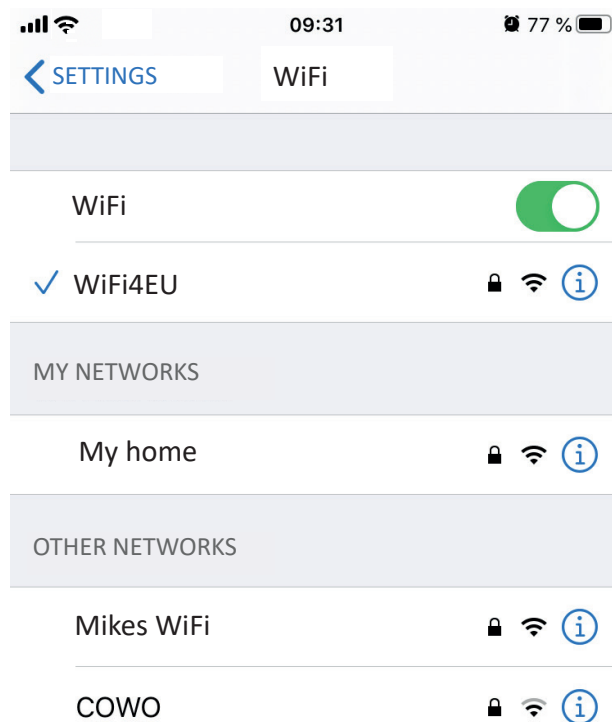 09:31 77 %
SETTINGS WiFi
WiFi
WiFi4EU
MY NETWORKS
My home
OTHER NETWORKS
Mikes WiFi
COWO